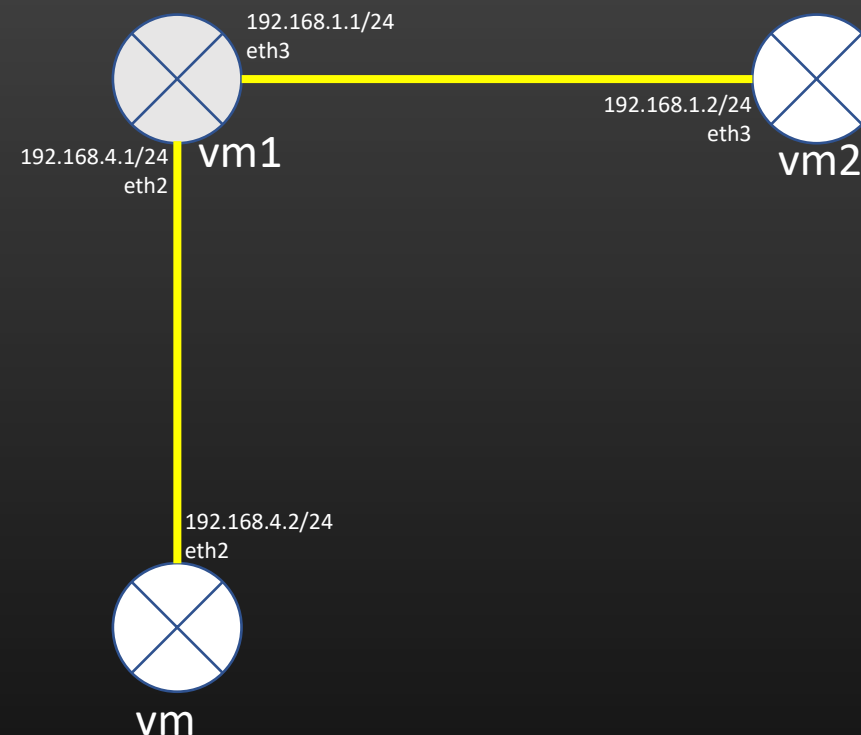 192.168.1.1/24
eth3
192.168.1.2/24
eth3
vm1
vm2
192.168.4.1/24
eth2
192.168.4.2/24
eth2
vm